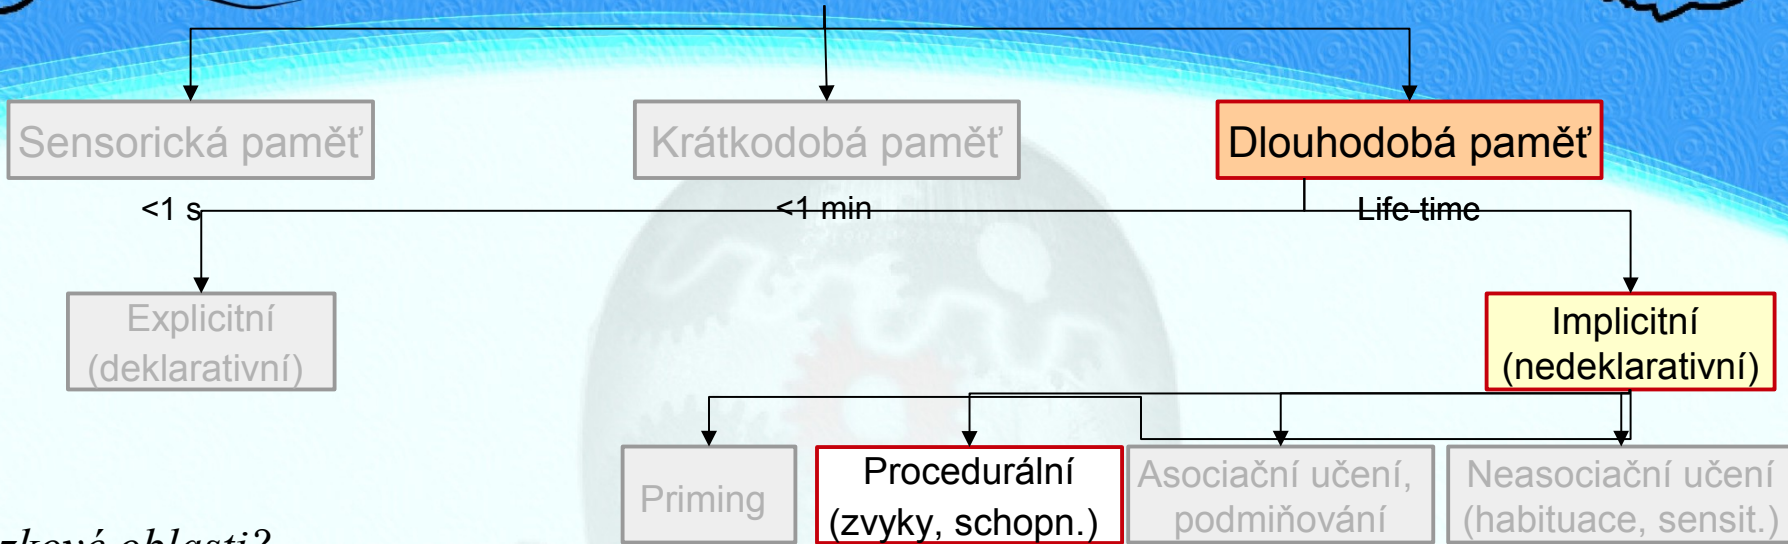 Sensorická paměť
Krátkodobá paměť
Dlouhodobá paměť
<1 s
<1 min
Life-time
Explicitní
(deklarativní)
Implicitní
(nedeklarativní)
Priming
Procedurální
(zvyky, schopn.)
Asociační učení,
podmiňování
Neasociační učení
(habituace, sensit.)
oblasti?